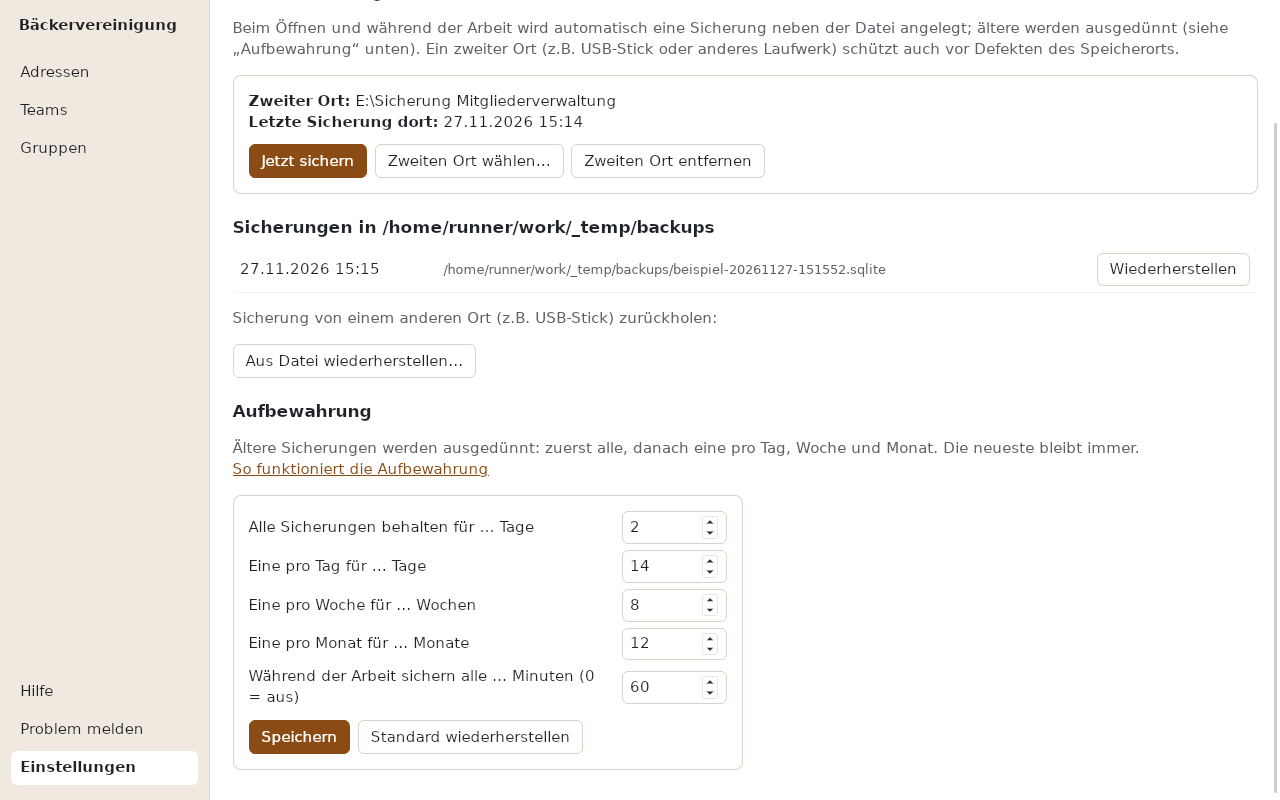 Bäckervereinigung
Adressen
Teams
Gruppen
Hilfe
Problem melden
Einstellungen
Beim Öffnen und während der Arbeit wird automatisch eine Sicherung neben der Datei angelegt; ältere werden ausgedünnt (siehe
„Aufbewahrung“ unten). Ein zweiter Ort (z.B. USB-Stick oder anderes Laufwerk) schützt auch vor Defekten des Speicherorts.
Zweiter Ort: E:\Sicherung Mitgliederverwaltung
Letzte Sicherung dort: 27.11.2026 15:14
Jetzt sichern Zweiten Ort wählen… Zweiten Ort entfernen
Sicherungen in /home/runner/work/_temp/backups
27.11.2026 15:15 /home/runner/work/_temp/backups/beispiel-20261127-151552.sqlite Wiederherstellen
Sicherung von einem anderen Ort (z.B. USB-Stick) zurückholen:
Aus Datei wiederherstellen…
Aufbewahrung
Ältere Sicherungen werden ausgedünnt: zuerst alle, danach eine pro Tag, Woche und Monat. Die neueste bleibt immer.
So funktioniert die Aufbewahrung
Alle Sicherungen behalten für … Tage 2
Eine pro Tag für … Tage 14
Eine pro Woche für … Wochen 8
Eine pro Monat für … Monate 12
Während der Arbeit sichern alle … Minuten (0
= aus) 60
Speichern Standard wiederherstellen